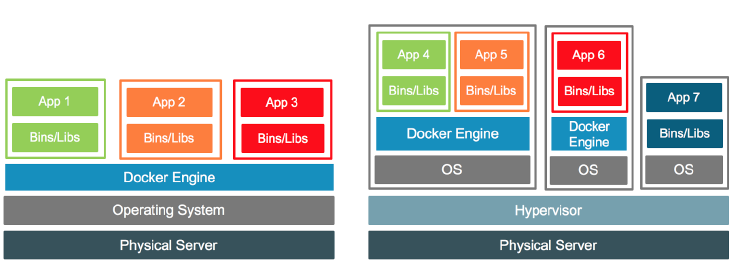 App 1
Bins/Libs
App 2
Bins/Libs
App 3
Bins/Libs
Docker Engine
Operating System
Physical Server
App 4
Bins/Libs
App 5
Bins/Libs
Docker Engine
OS
App 6
Bins/Libs
Docker
Engine
OS
App 7
Bins/Libs
OS
Hypervisor
Physical Server